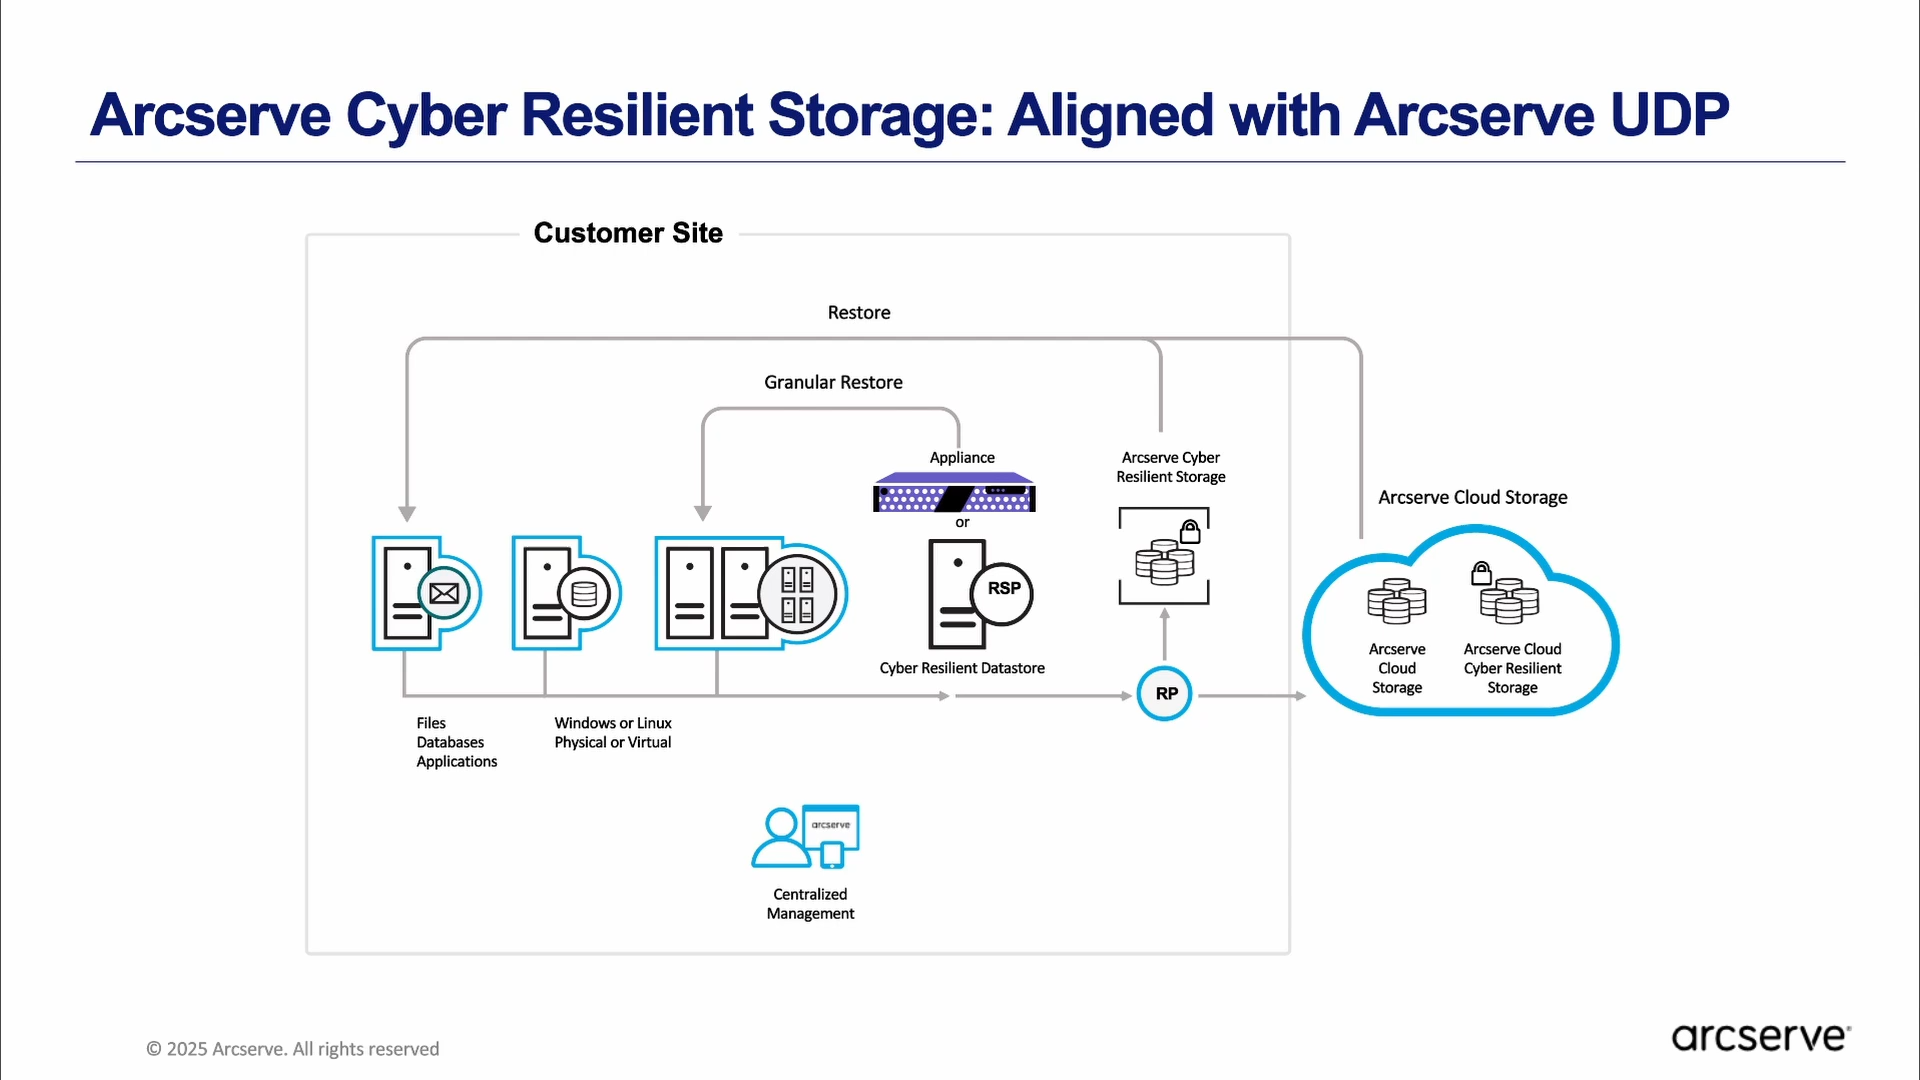 Arcserve Cyber Resilient Storage: Aligned with Arcserve UDP
Customer Site
Restore
Granular Restore
Appliance
or
RSP
Cyber Resilient Datastore
Arcserve Cyber
Resilient Storage
RP
Arcserve Cloud Storage
Arcserve
Cloud
Storage
Arcserve Cloud
Cyber Resilient
Storage
Files
Databases
Applications
Windows or Linux
Physical or Virtual
arcserve
Centralized
Management
© 2025 Arcserve. All rights reserved
arcserve